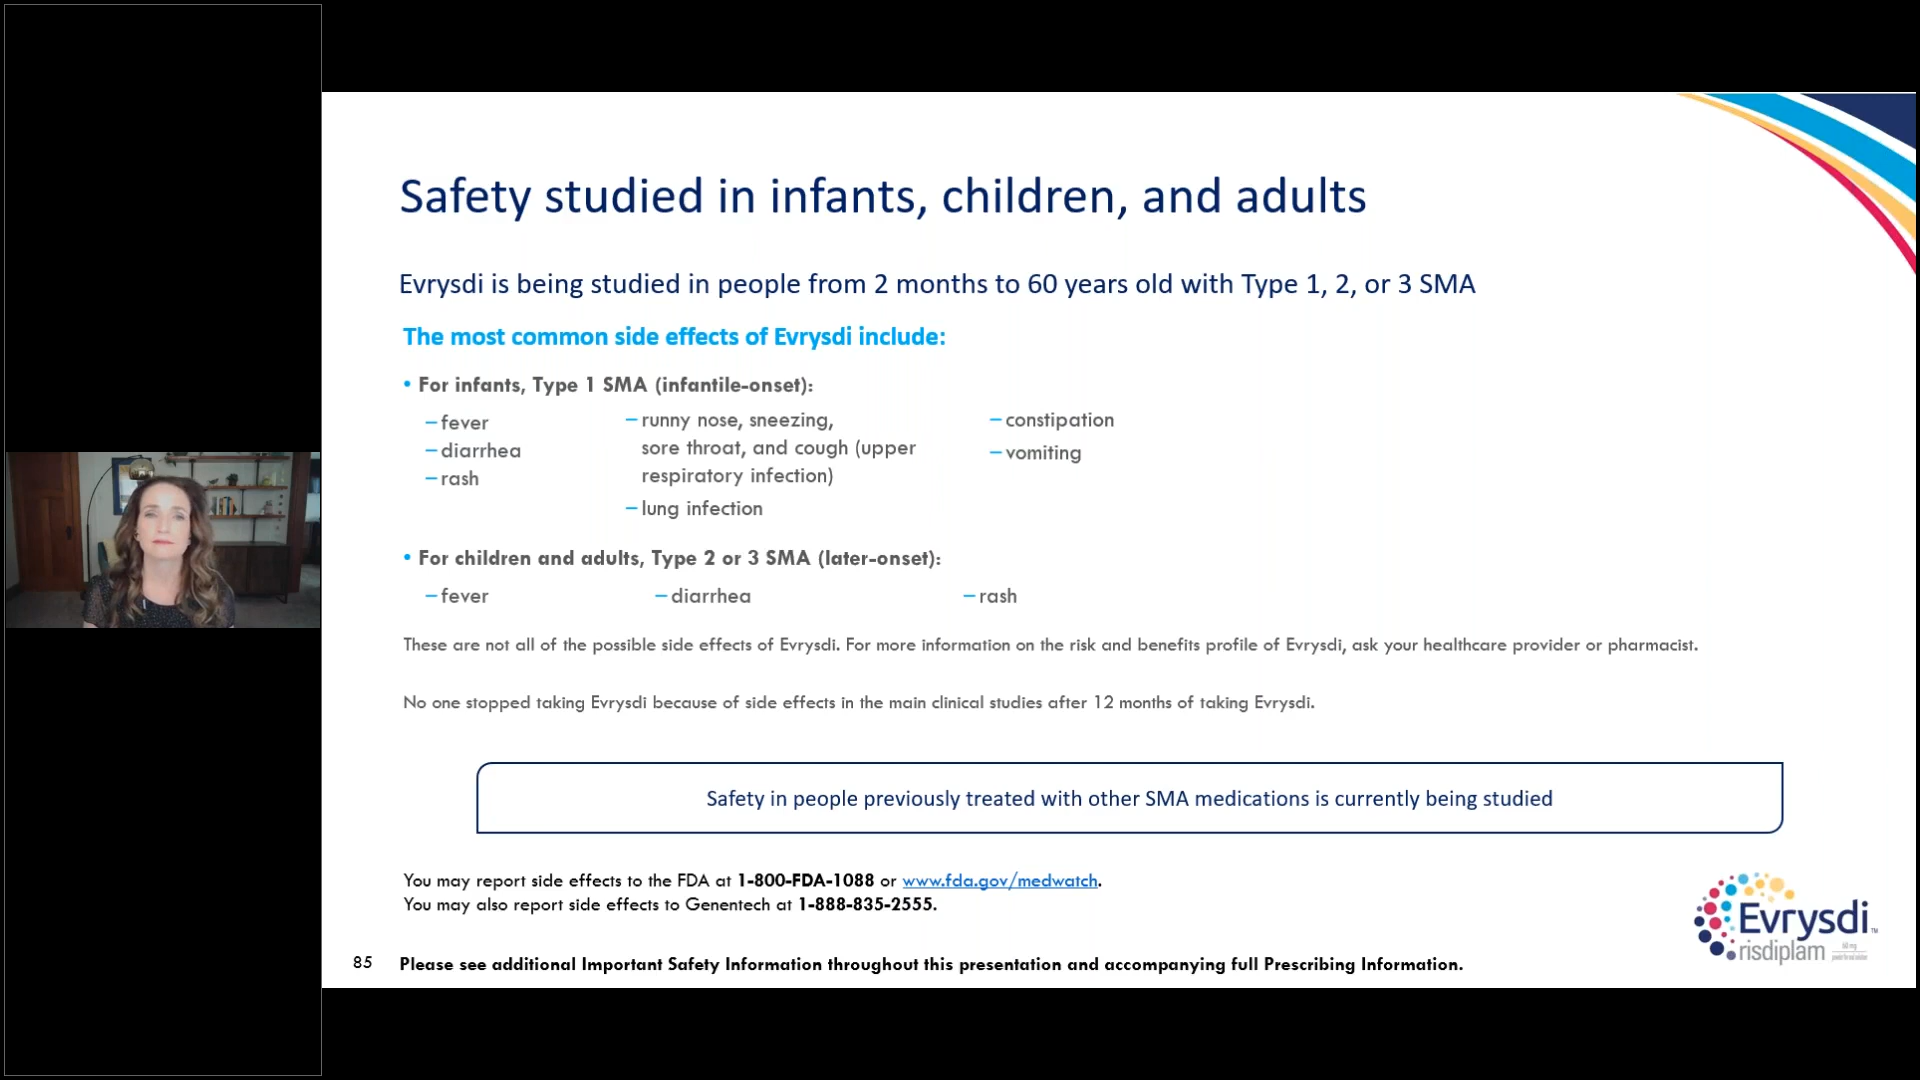 Safety studied in infants, children, and adults
Evrysdi is being studied in people from 2 months to 60 years old with Type 1, 2, or 3 SMA
The most common side effects of Evrysdi include:
• For infants, Type 1 SMA (infantile-onset):
– fever
– diarrhea
– rash
– runny nose, sneezing,
sore throat, and cough (upper
respiratory infection)
– lung infection
– constipation
– vomiting
• For children and adults, Type 2 or 3 SMA (later-onset):
– fever – diarrhea – rash
These are not all of the possible side effects of Evrysdi. For more information on the risk and benefits profile of Evrysdi, ask your healthcare provider or pharmacist.
No one stopped taking Evrysdi because of side effects in the main clinical studies after 12 months of taking Evrysdi.
Safety in people previously treated with other SMA medications is currently being studied
You may report side effects to the FDA at 1-800-FDA-1088 or www.fda.gov/medwatch.
You may also report side effects to Genentech at 1-888-835-2555.
Evrysdi™
risdiplam
85 Please see additional Important Safety Information throughout this presentation and accompanying full Prescribing Information.